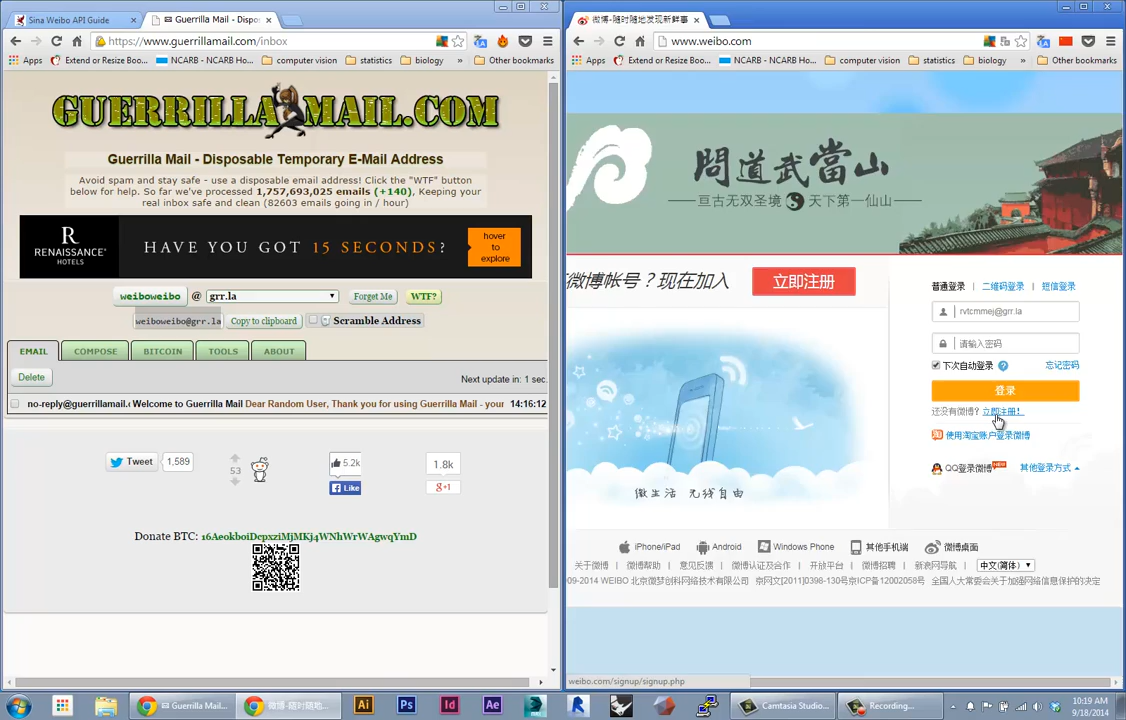 Sina Weibo API Guide
Guerrilla Mail - Dispos
https://www.guerrillamail.com/inbox
Apps
Extend or Resize Boo...
NCARB - NCARB Ho...
computer vision
statistics
biology
»
Other bookmarks
GUERRILLA MAIL.COM
Guerrilla Mail - Disposable Temporary E-Mail Address
Avoid spam and stay safe - use a disposable email address! Click the "WTF" button
below for help. So far we've processed 1,757,693,025 emails (+140), Keeping your
real inbox safe and clean (82603 emails going in / hour)
R
RENAISSANCE®
HOTELS
HAVE YOU GOT 15 SECONDS?
hover
to
explore
weiboweibo @ grr.la Forget Me WTF?
weiboweibo@grr.la Copy to clipboard Scramble Address
EMAIL COMPOSE BITCOIN TOOLS ABOUT
Delete
Next update in: 1 sec.
no-reply@guerrillamail.c Welcome to Guerrilla Mail Dear Random User, Thank you for using Guerrilla Mail - your 14:16:12
Tweet 1,589
53
5.2k
Like
1.8k
g+1
Donate BTC: 16AeokboiDcpxziMjMKj4WNhWrWAgwqYmD
微博-随时随地发现新鲜事
www.weibo.com
Apps
Extend or Resize Boo...
NCARB - NCARB Ho...
computer vision
statistics
biology
»
Other bookmarks
問道武當山
亘古无双圣境 天下第一仙山
微博帐号？现在加入
立即注册！
普通登录 | 二维码登录 | 短信登录
rvtcmmej@grr.la
请输入密码
下次自动登录 忘记密码
登录
还没有微博？立即注册！
使用淘宝账户登录微博
QQ登录微博 NEW 其他登录方式
微生活 无线自由
iPhone/iPad Android Windows Phone 其他手机端 微博桌面
关于微博 | 微博帮助 | 意见反馈 | 微博认证及合作 | 开放平台 | 微博招聘 | 新浪网导航 | 中文(简体)
09-2014 WEIBO 北京微梦创科网络技术有限公司 京网文[2011]0398-130号京ICP备12002058号 全国人大常委会关于加强网络信息保护的决定
weibo.com/signup/signup.php
Guerrilla Mail...
微博-随时随地...
Ai
Ps
Id
Ae
Camtasia Studio
Recording...
10:19 AM
9/18/2014